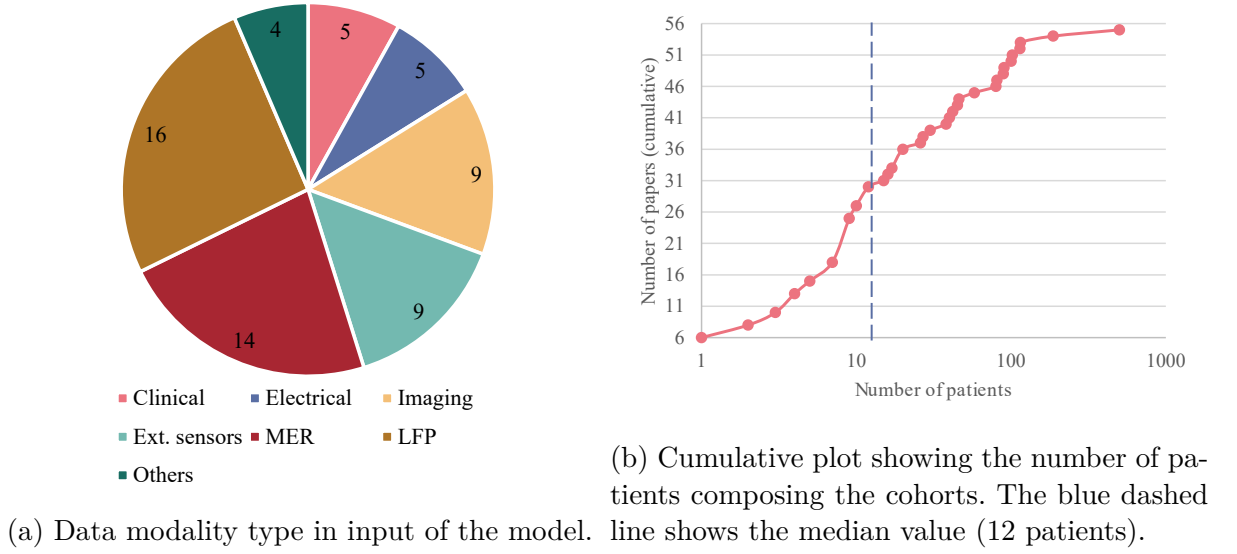 4
5
5
16
9
9
14
Clinical
Electrical
Imaging
Ext. sensors
MER
LFP
Others
(a) Data modality type in input of the model.
Number of papers (cumulative)
56
51
46
41
36
31
26
21
16
11
6
1
10
100
1000
Number of patients
(b) Cumulative plot showing the number of pa-
tients composing the cohorts. The blue dashed
line shows the median value (12 patients).